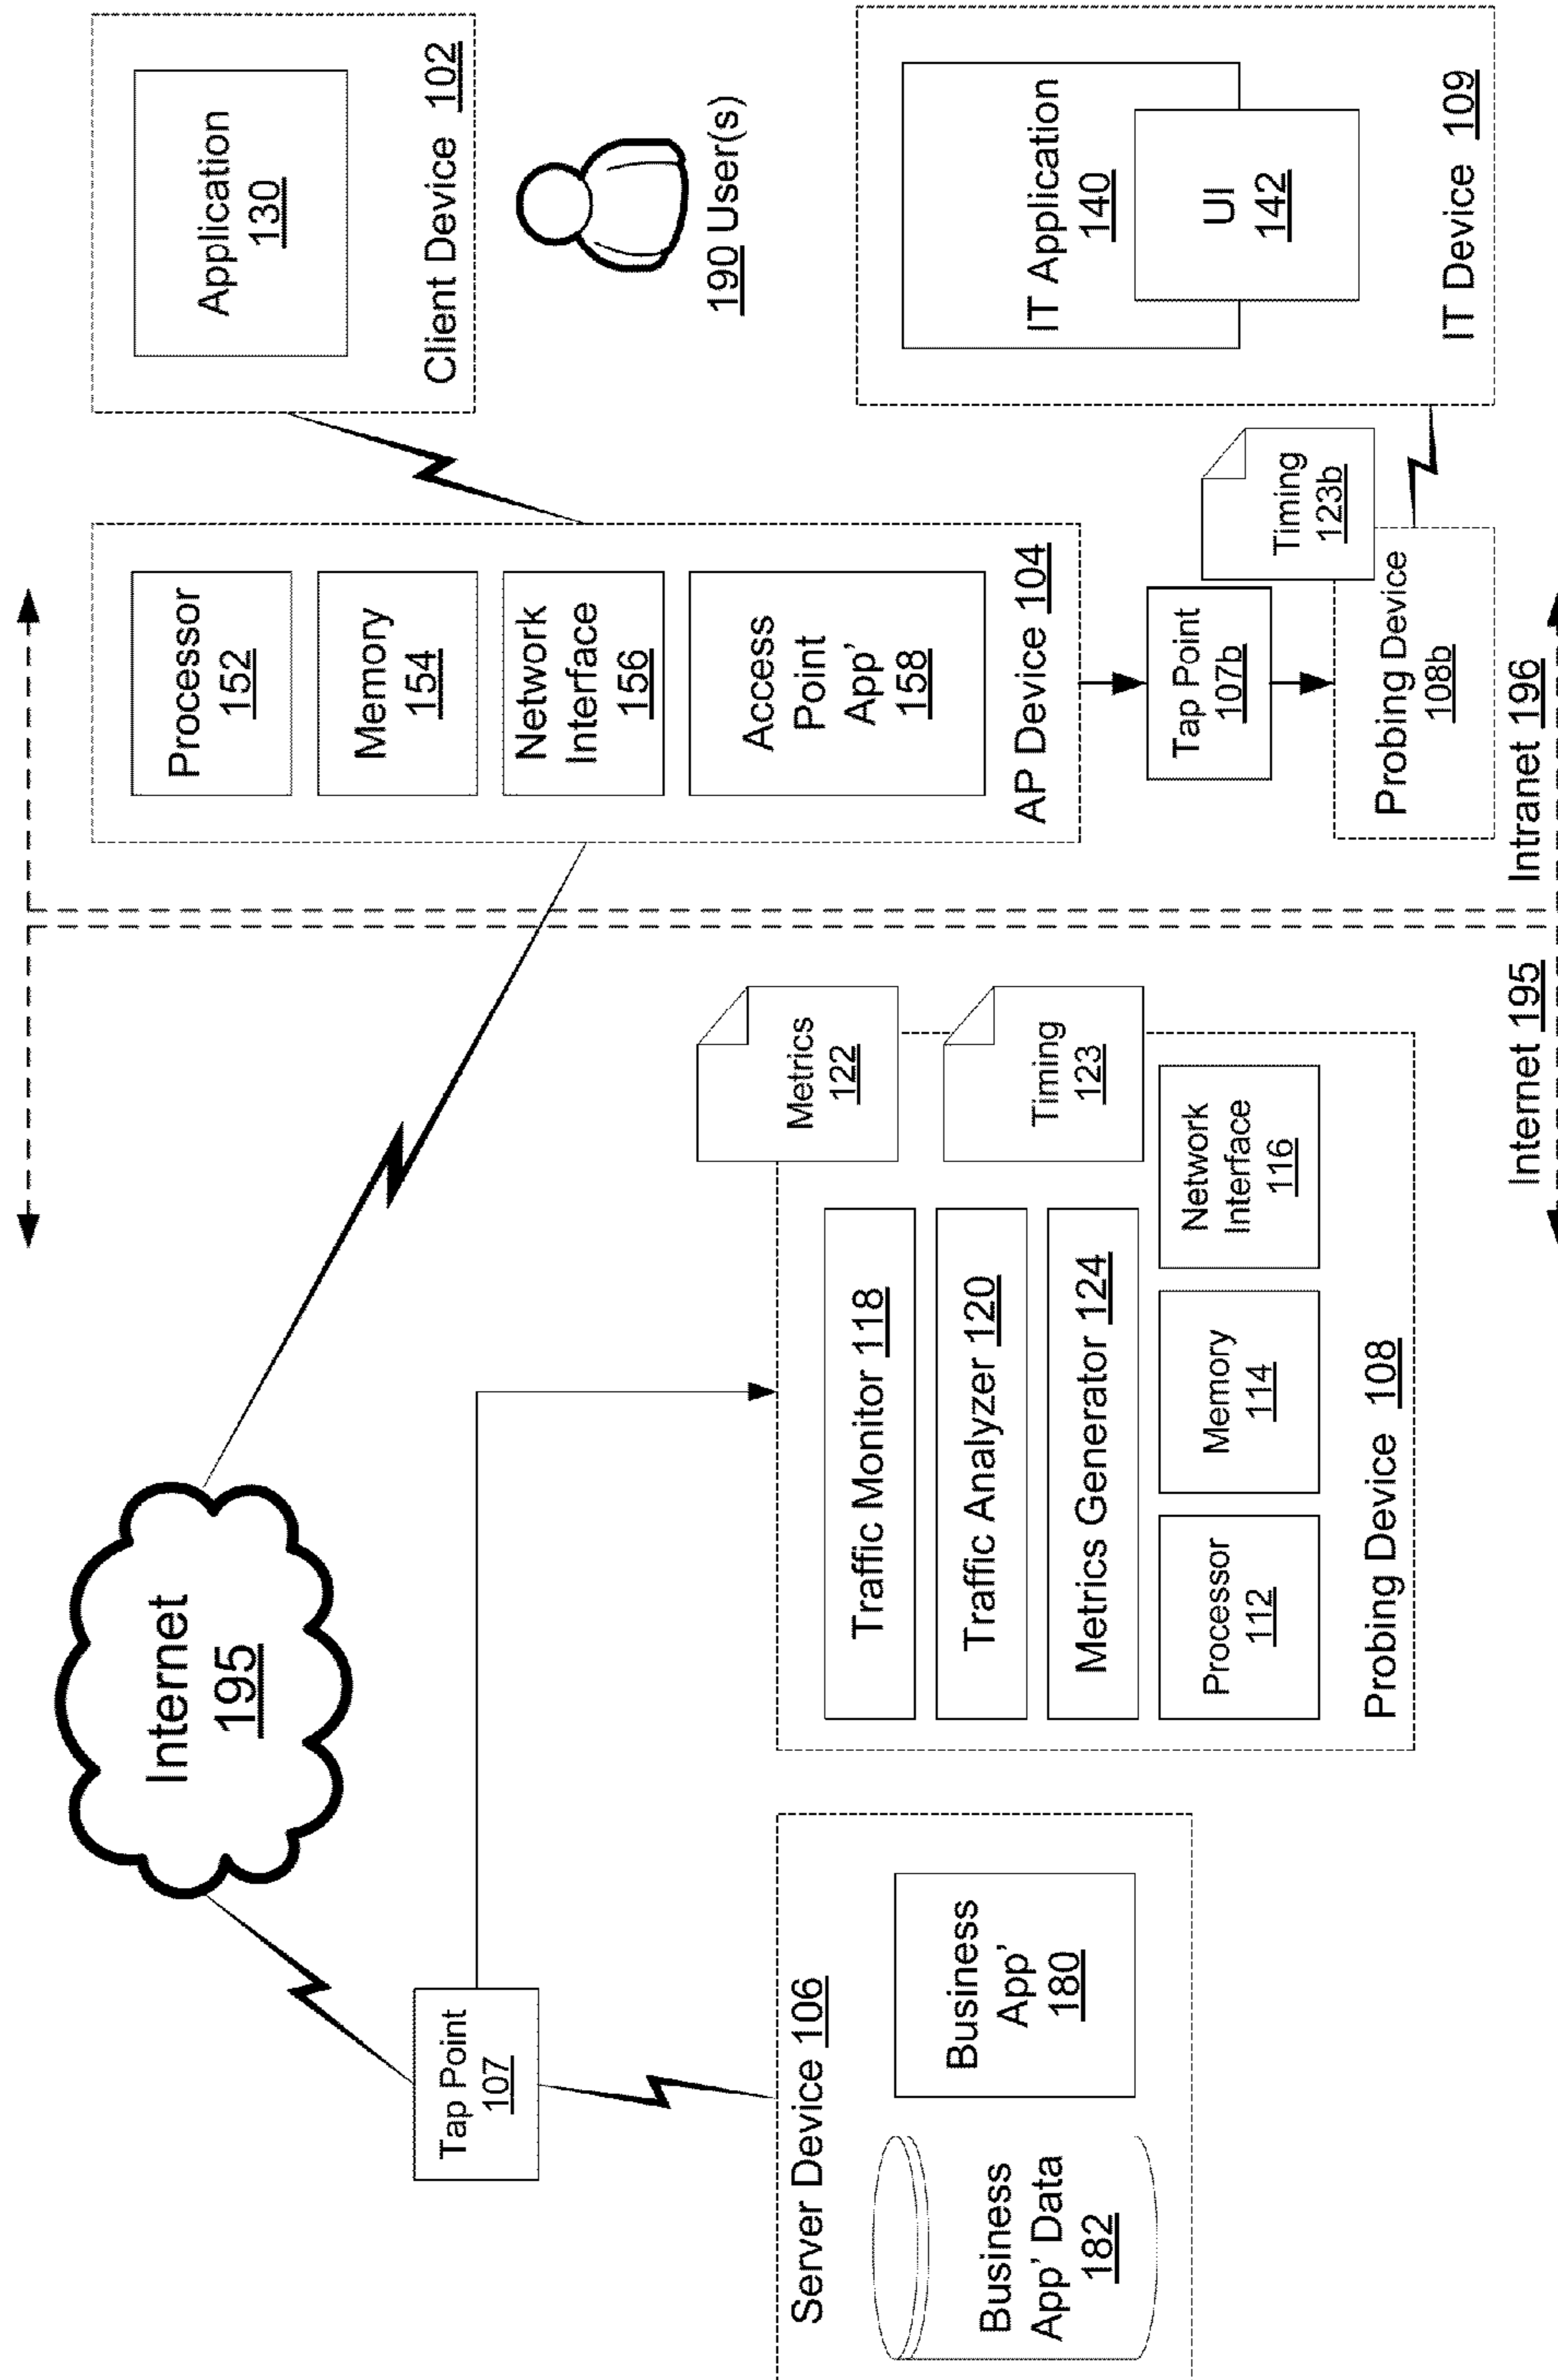 Internet
195
Tap Point
107
Server Device 106
Business
App'
180
Business
App' Data
182
Traffic Monitor 118
Traffic Analyzer 120
Metrics Generator 124
Processor
112
Memory
114
Network
Interface
116
Probing Device 108
Metrics
122
Timing
123
Internet 195
Intranet 196
Processor
152
Memory
154
Network
Interface
156
Access
Point
App'
158
AP Device 104
Tap Point
107b
Timing
123b
Probing Device
108b
Application
130
Client Device 102
190 User(s)
IT Application
140
UI
142
IT Device 109